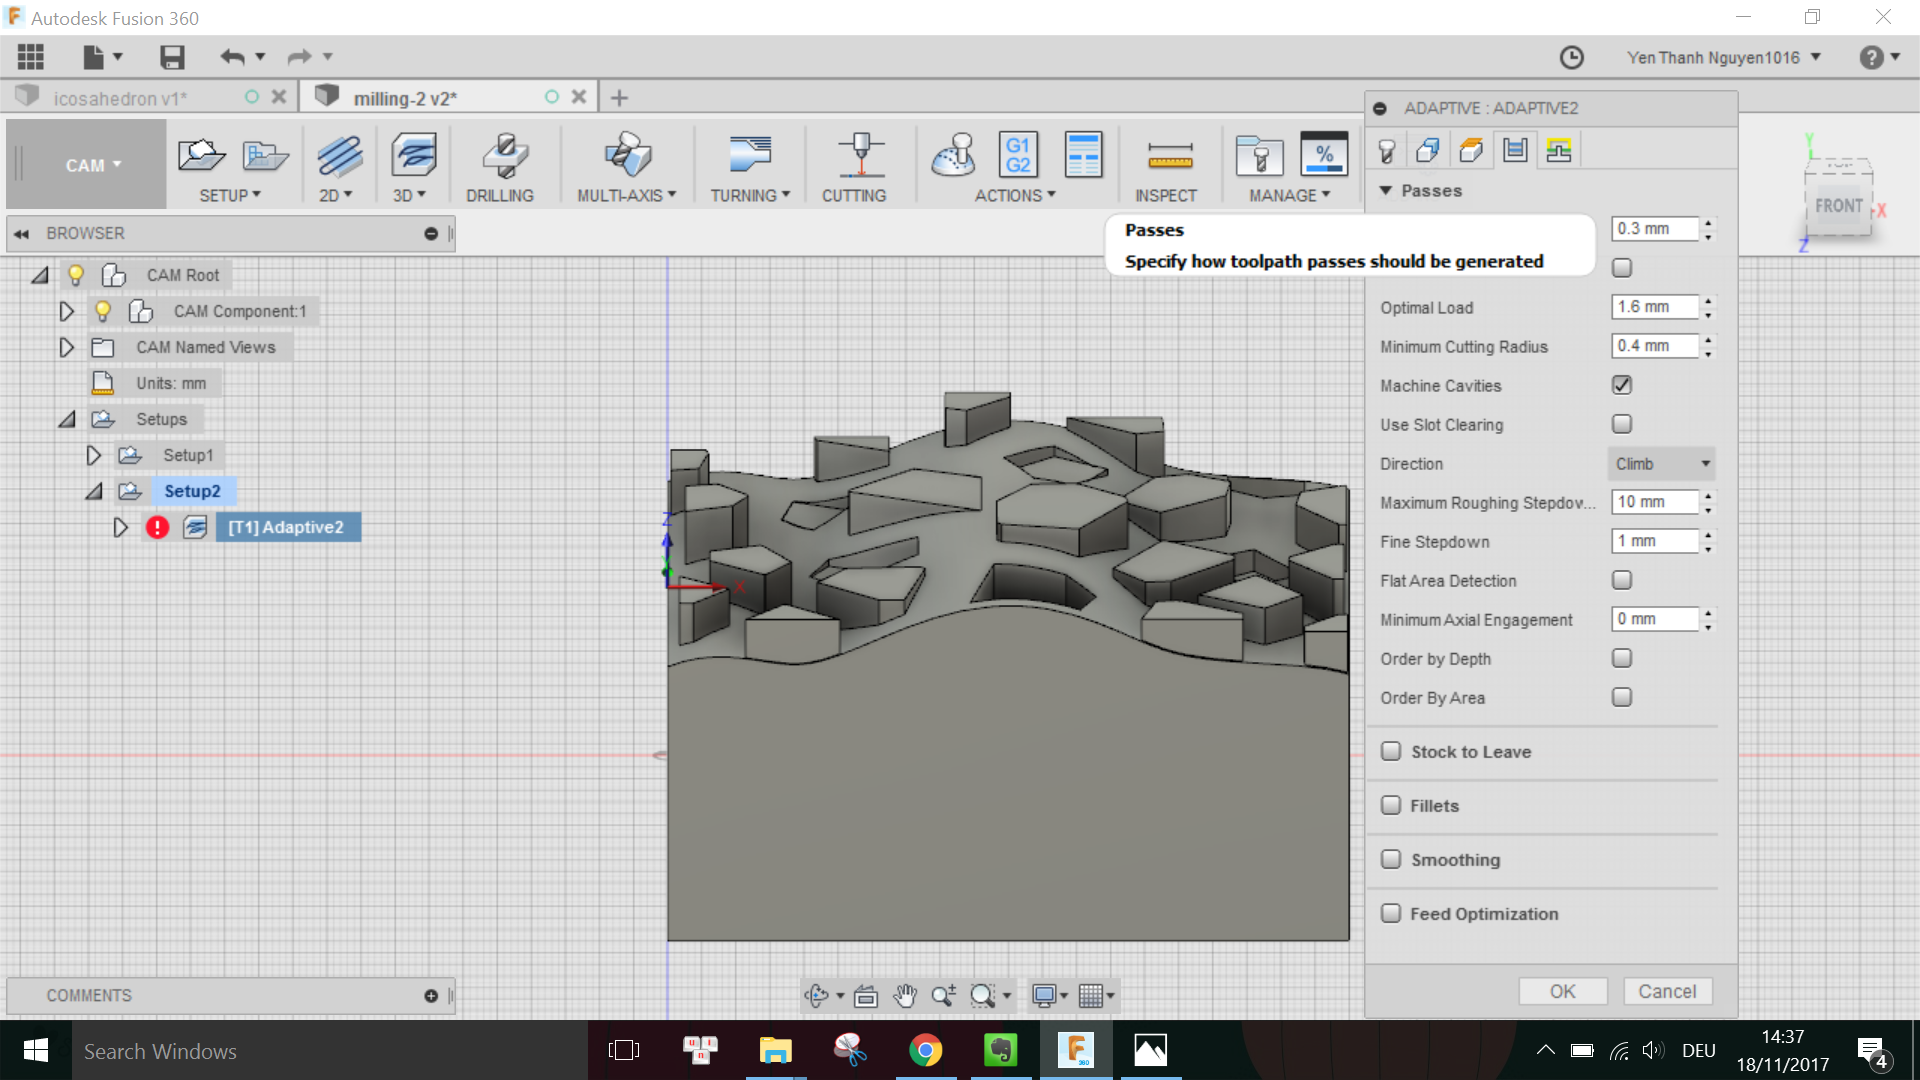 Autodesk Fusion 360
Yen Thanh Nguyen1016
icosahedron v1*
milling-2 v2*
ADAPTIVE : ADAPTIVE2
CAM
SETUP
2D
3D
DRILLING
MULTI-AXIS
TURNING
CUTTING
G1
G2
ACTIONS
INSPECT
%
MANAGE
Passes
Y
FRONT
X
Z
BROWSER
Passes
Specify how toolpath passes should be generated
0.3 mm
CAM Root
CAM Component:1
CAM Named Views
Units: mm
Setups
Setup1
Setup2
[T1] Adaptive2
Optimal Load
1.6 mm
Minimum Cutting Radius
0.4 mm
Machine Cavities
Use Slot Clearing
Direction
Climb
Maximum Roughing Stepdov...
10 mm
Fine Stepdown
1 mm
Flat Area Detection
Minimum Axial Engagement
0 mm
Order by Depth
Order By Area
Stock to Leave
Fillets
Smoothing
Feed Optimization
Z
X
COMMENTS
OK
Cancel
Search Windows
DEU
14:37
18/11/2017
4